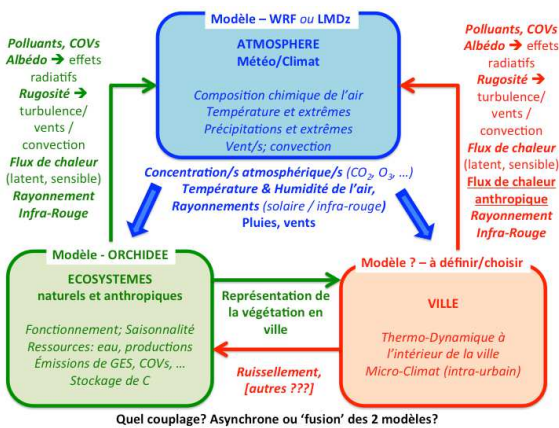 Modèle – WRF ou LMDz
ATMOSPHERE
Météo/Climat
Composition chimique de l'air
Température et extrêmes
Précipitations et extrêmes
Vent/s; convection
Polluants, COVs
Albédo ➔ effets
radiatifs
Rugosité ➔
turbulence/
vents /
convection
Flux de chaleur
(latent, sensible)
Rayonnement
Infra-Rouge
Polluants, COVs
Albédo ➔ effets
radiatifs
Rugosité ➔
turbulence/
vents /
convection
Flux de chaleur
(latent, sensible)
Flux de chaleur
anthropique
Rayonnement
Infra-Rouge
Concentration/s atmosphérique/s (CO2, O3, ...)
Température & Humidité de l'air,
Rayonnements (solaire / infra-rouge)
Pluies, vents
Modèle - ORCHIDEE
ECOSYSTEMES
naturels et anthropiques
Fonctionnement; Saisonnalité
Ressources: eau, productions
Émissions de GES, COVs, ...
Stockage de C
Représentation de
la végétation en
ville
Ruissellement,
[autres ???]
Modèle ? – à définir/choisir
VILLE
Thermo-Dynamique à
l'intérieur de la ville
Micro-Climat (intra-urbain)
Quel couplage? Asynchrone ou 'fusion' des 2 modèles?